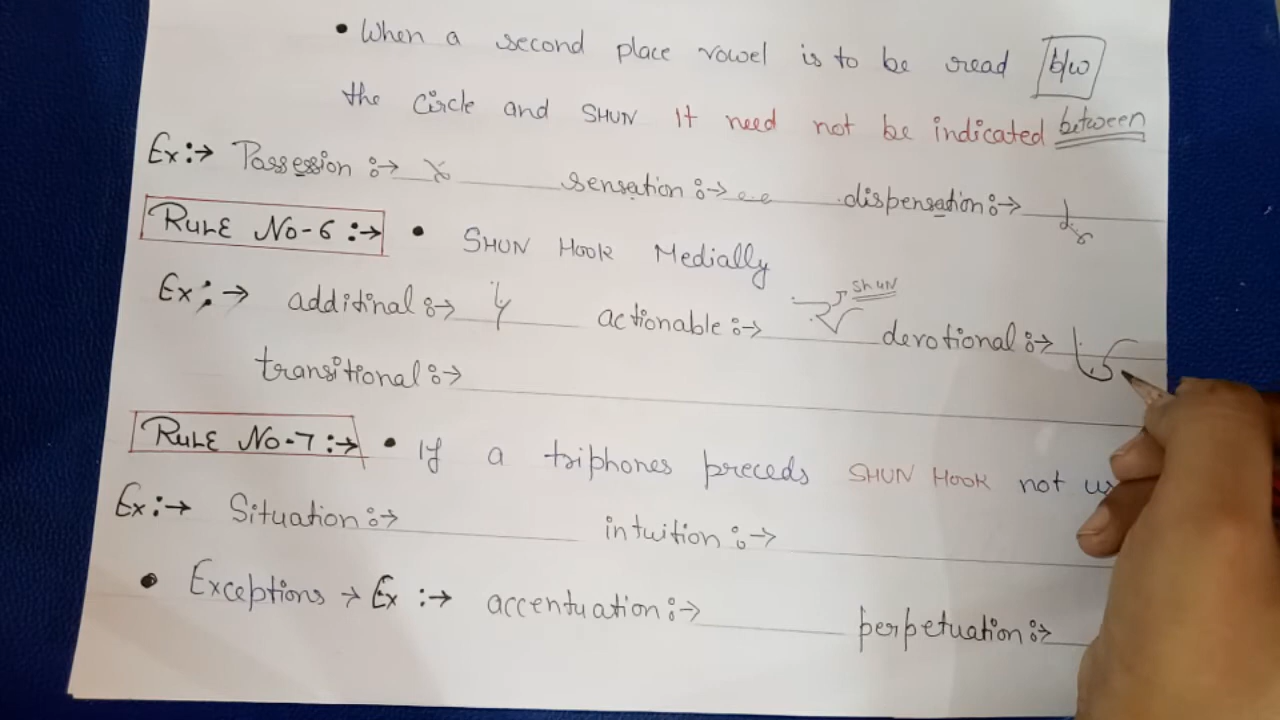 • When a second place vowel is to be read b/w
the Circle and SHUN It need not be indicated between
Ex:→ Possession :→ sensation :→ dispensation :→
RULE No-6 :→ • SHUN Hook Medially
Ex:→ additinal :→ actionable :→ SHUN devotional :→
transitional :→
RULE No-7 :→ • If a triphones preceds SHUN HOOK not us
Ex:→ Situation :→ intuition :→
• Exceptions → Ex :→ accentuation :→ perpetuation :→